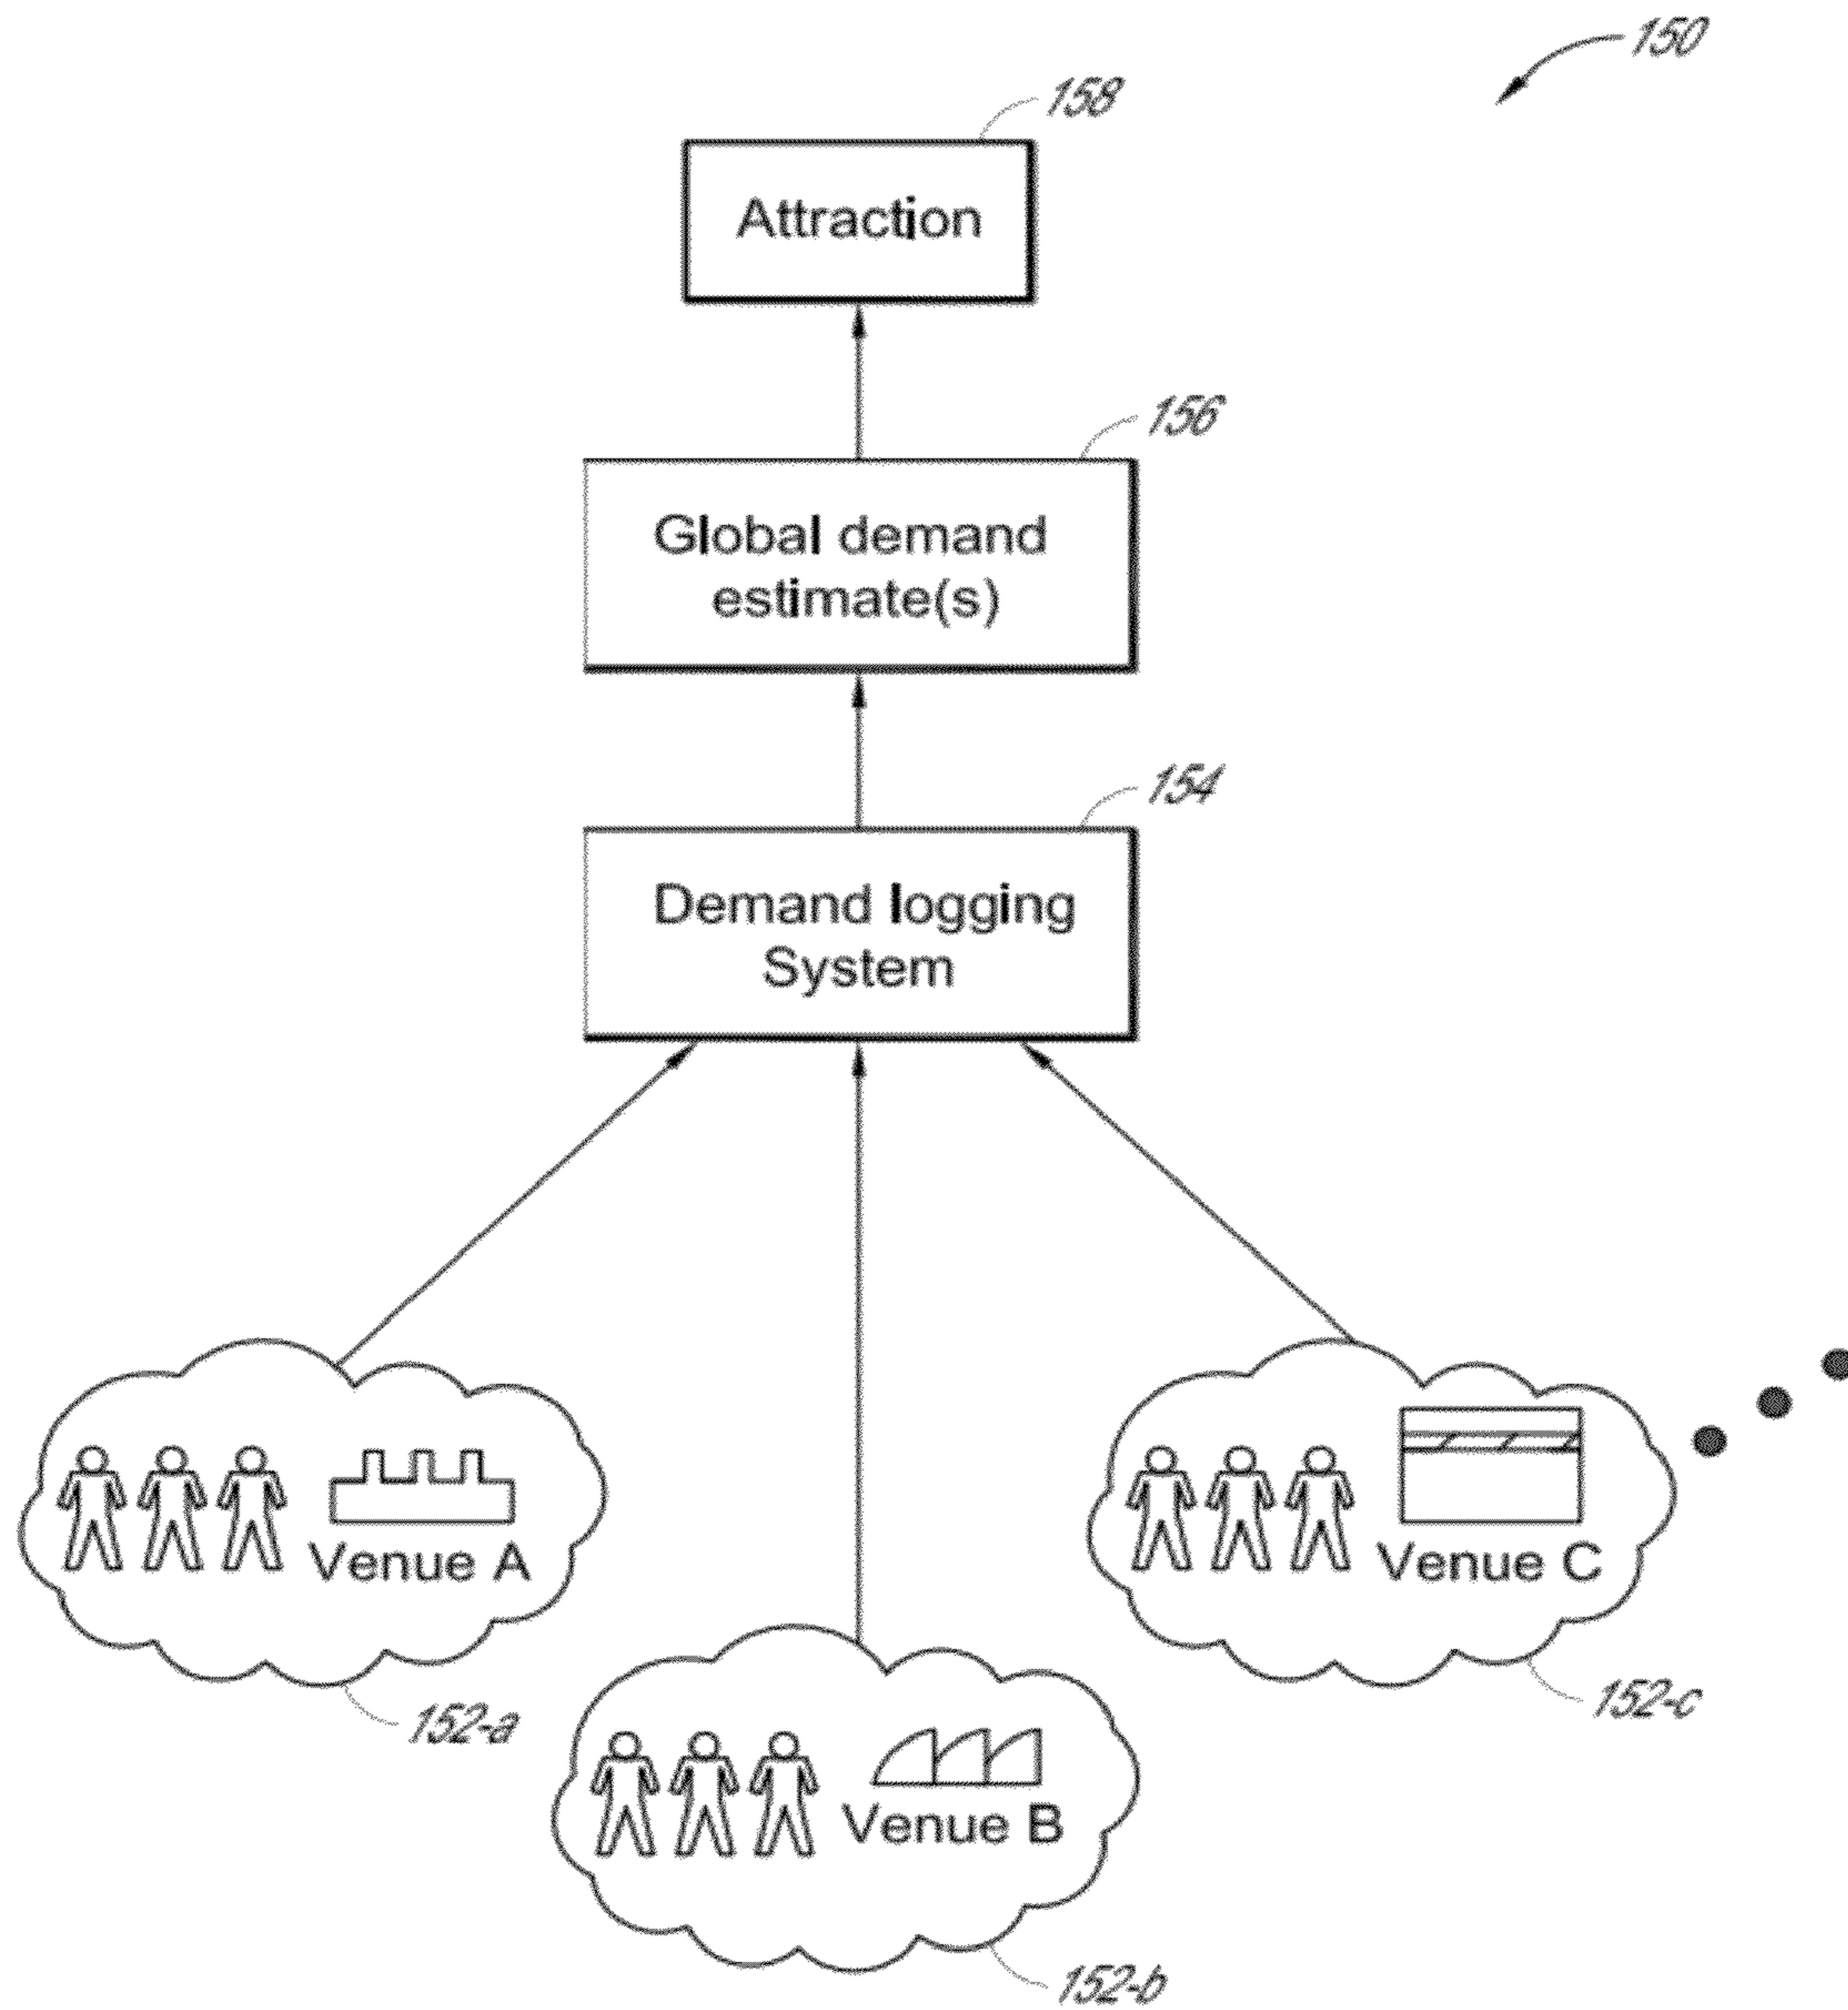 150
158
Attraction
156
Global demand
estimate(s)
154
Demand logging
System
Venue A
Venue C
152-a
152-c
Venue B
152-b